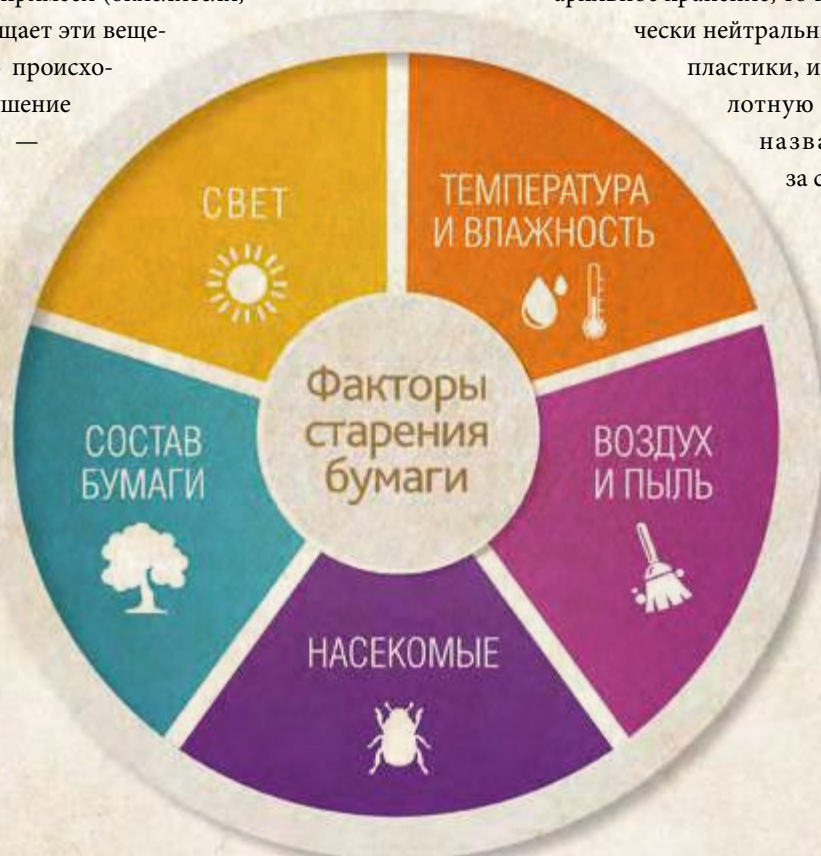 щает эти веще-
происхо-
шение
—
чески нейтральн
пластики, и
лотную
назва
за с
СВЕТ
ТЕМПЕРАТУРА
И ВЛАЖНОСТЬ
СОСТАВ
БУМАГИ
Факторы
старения
бумаги
ВОЗДУХ
И ПЫЛЬ
НАСЕКОМЫЕ